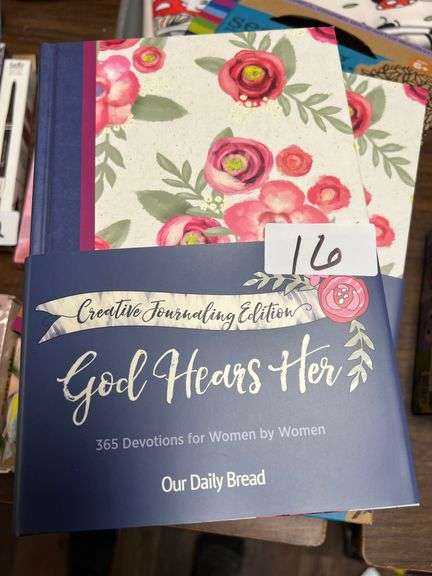 16
Creative Journaling Edition
God Hears Her
365 Devotions for Women by Women
Our Daily Bread